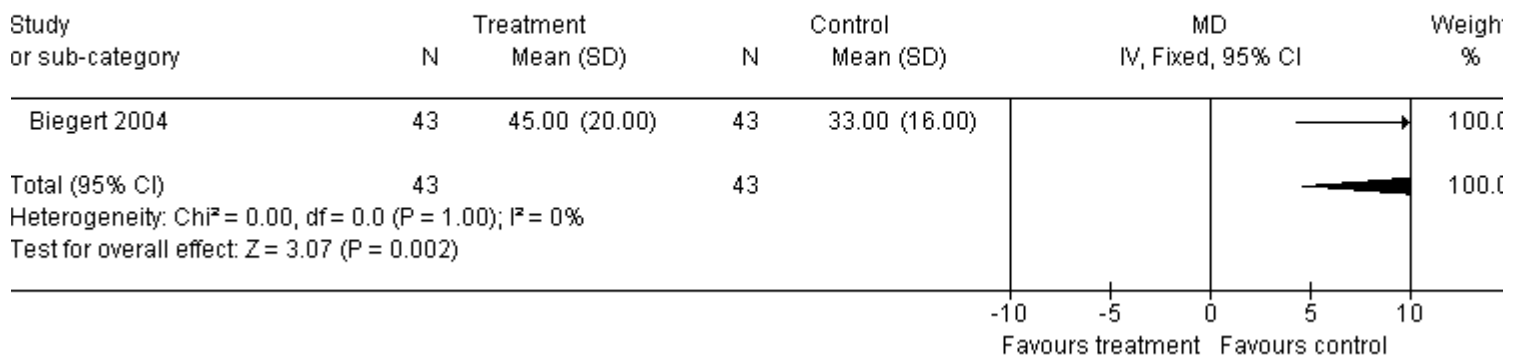 Study Treatment Control MD Weigh
or sub-category N Mean (SD) N Mean (SD) IV, Fixed, 95% CI %
Biegert 2004 43 45.00 (20.00) 43 33.00 (16.00) 100.0
Total (95% CI) 43 43 100.0
Heterogeneity: Chi² = 0.00, df = 0.0 (P = 1.00); I² = 0%
Test for overall effect: Z = 3.07 (P = 0.002)
-10 -5 0 5 10
Favours treatment Favours control